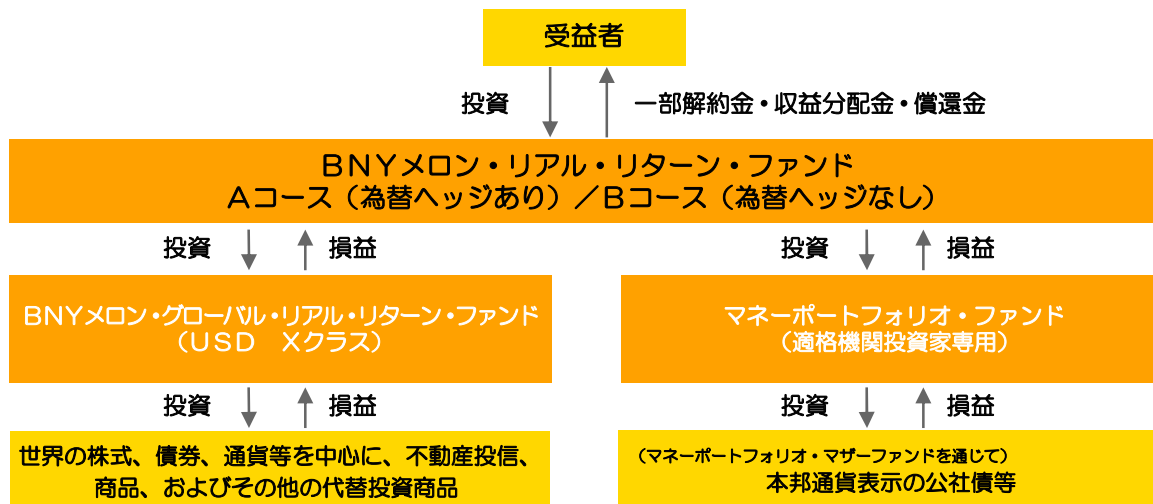 受益者
投資
一部解約金・収益分配金・償還金
BNYメロン・リアル・リターン・ファンド
Aコース（為替ヘッジあり）／Bコース（為替ヘッジなし）
投資
損益
投資
損益
BNYメロン・グローバル・リアル・リターン・ファンド
（USD　Xクラス）
マネーポートフォリオ・ファンド
（適格機関投資家専用）
投資
損益
投資
損益
世界の株式、債券、通貨等を中心に、不動産投信、
商品、およびその他の代替投資商品
（マネーポートフォリオ・マザーファンドを通じて）
本邦通貨表示の公社債等